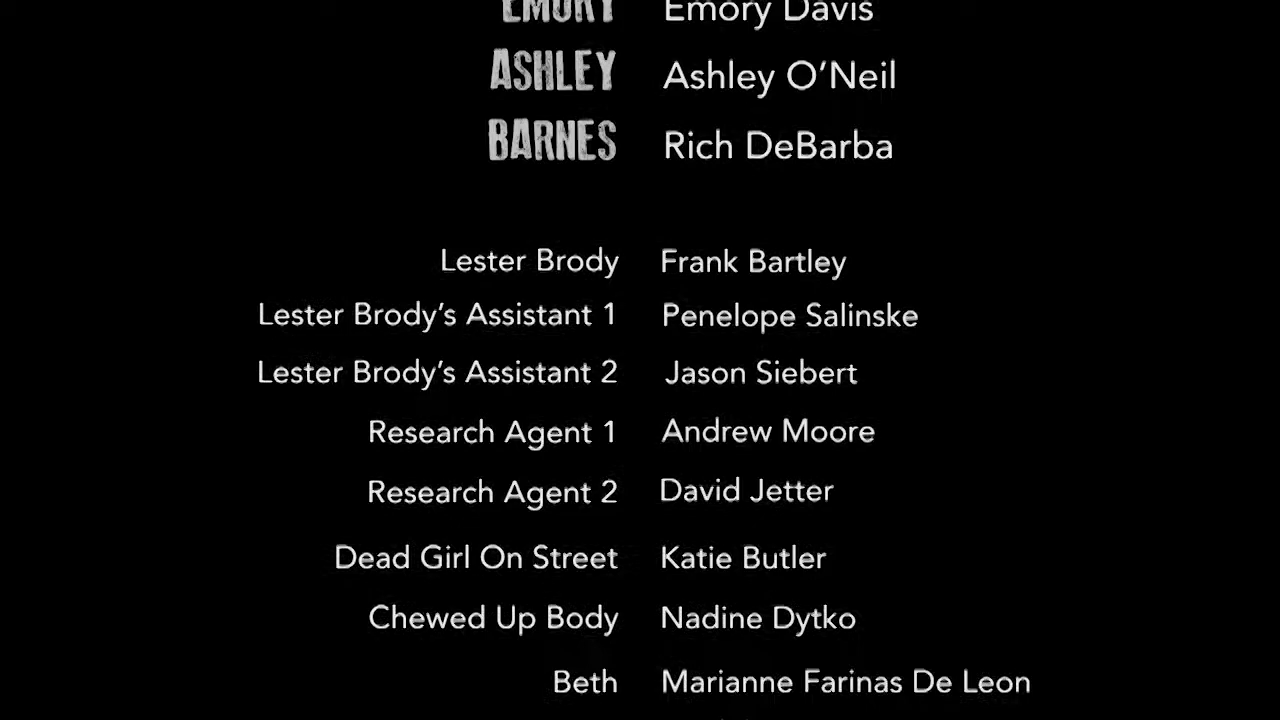 EMORY Emory Davis
ASHLEY Ashley O’Neil
BARNES Rich DeBarba
Lester Brody Frank Bartley
Lester Brody’s Assistant 1 Penelope Salinske
Lester Brody’s Assistant 2 Jason Siebert
Research Agent 1 Andrew Moore
Research Agent 2 David Jetter
Dead Girl On Street Katie Butler
Chewed Up Body Nadine Dytko
Beth Marianne Farinas De Leon